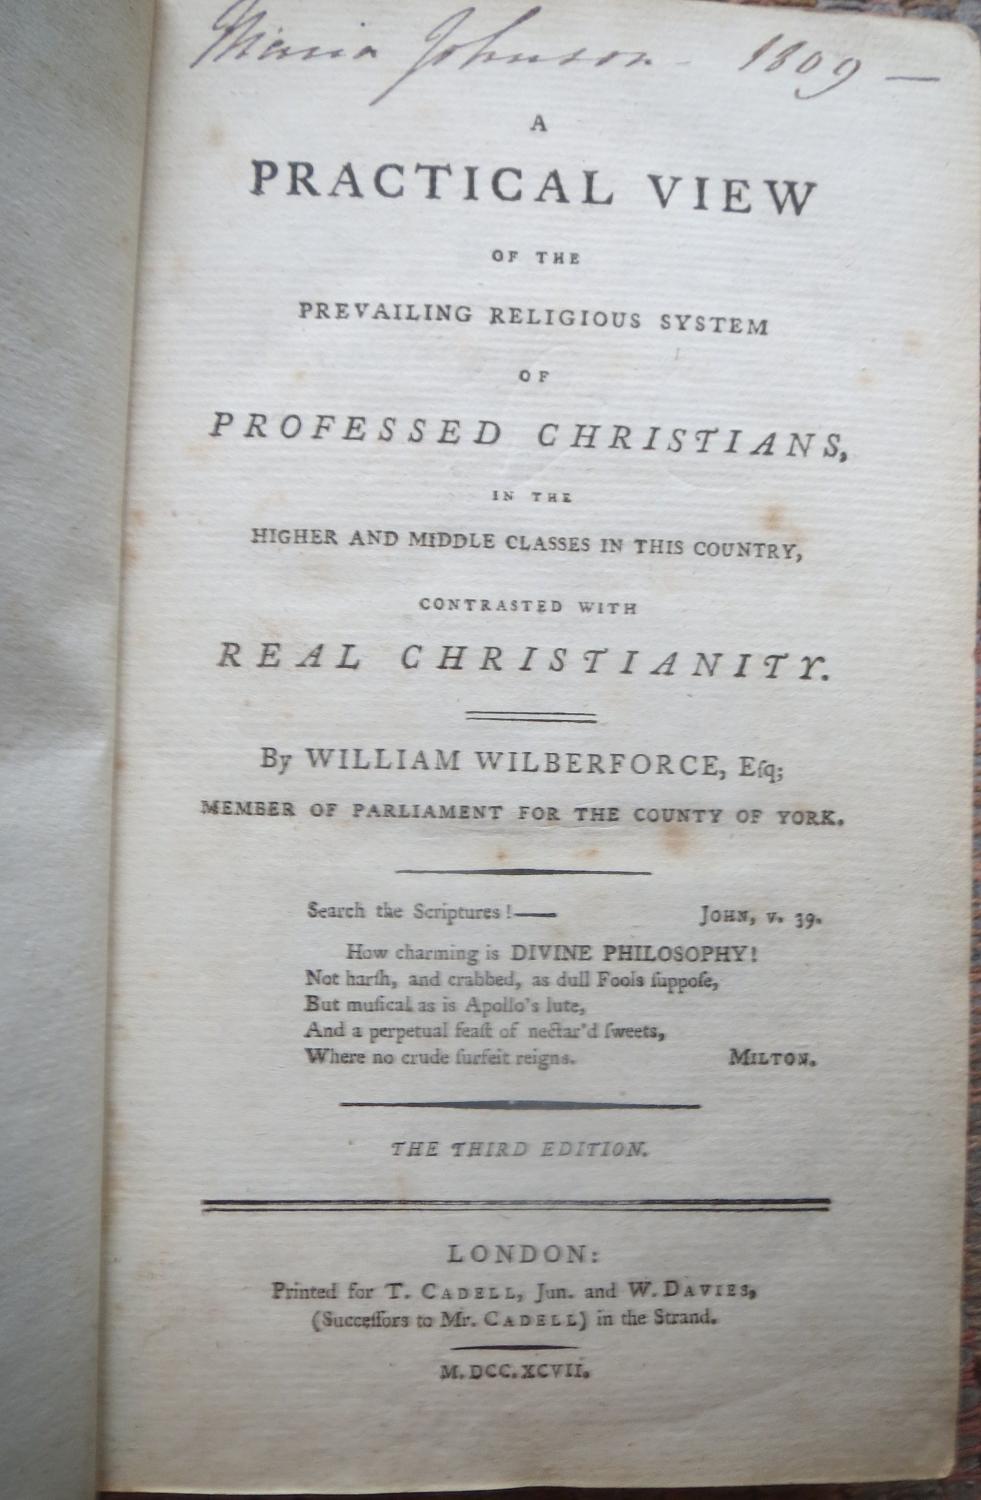 Maria Johnson - 1809 —
A
PRACTICAL VIEW
OF THE
PREVAILING RELIGIOUS SYSTEM
OF
PROFESSED CHRISTIANS,
IN THE
HIGHER AND MIDDLE CLASSES IN THIS COUNTRY,
CONTRASTED WITH
REAL CHRISTIANITY.
By WILLIAM WILBERFORCE, Eſq;
MEMBER OF PARLIAMENT FOR THE COUNTY OF YORK.
Search the Scriptures!— JOHN, v. 39.
How charming is DIVINE PHILOSOPHY!
Not harſh, and crabbed, as dull Fools ſuppoſe,
But muſical as is Apollo's lute,
And a perpetual feaſt of nectar'd ſweets,
Where no crude ſurfeit reigns. MILTON.
THE THIRD EDITION.
LONDON:
Printed for T. CADELL, Jun. and W. DAVIES,
(Succeſſors to Mr. CADELL) in the Strand.
M.DCC.XCVII.